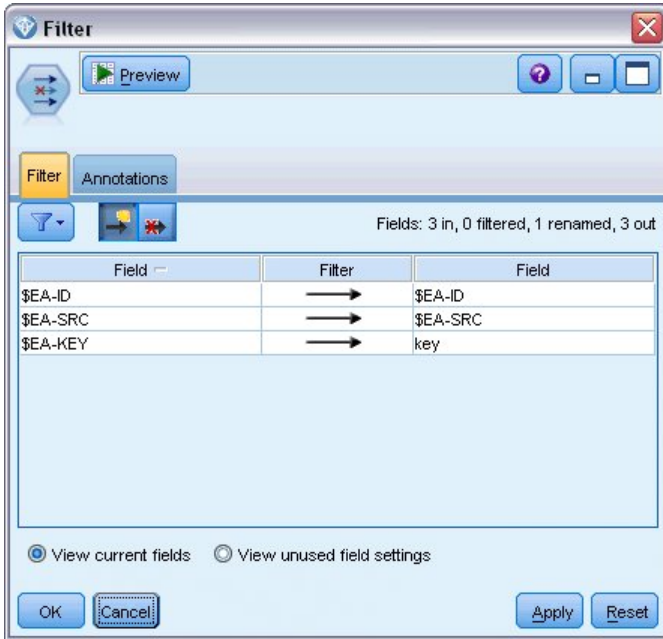 Filter
Preview
Filter Annotations
Fields: 3 in, 0 filtered, 1 renamed, 3 out
Field Filter Field
$EA-ID $EA-ID
$EA-SRC $EA-SRC
$EA-KEY key
View current fields View unused field settings
OK Cancel Apply Reset